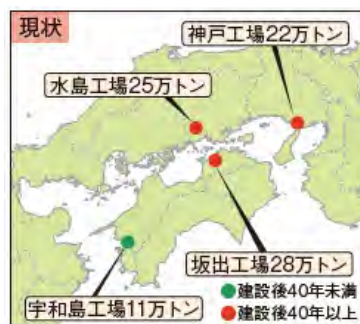 現状
神戸工場22万トン
水島工場25万トン
坂出工場28万トン
宇和島工場11万トン
●建設後40年未満
●建設後40年以上